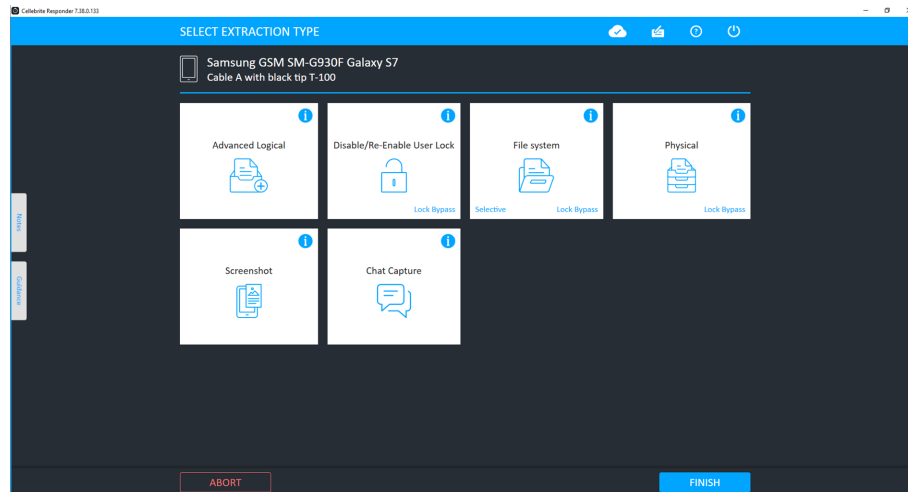 Cellebrite Responder 7.38.0.133
SELECT EXTRACTION TYPE
Samsung GSM SM-G930F Galaxy S7
Cable A with black tip T-100
Advanced Logical
Disable/Re-Enable User Lock
Lock Bypass
File system
Selective
Lock Bypass
Physical
Lock Bypass
Screenshot
Chat Capture
Notes
Guidance
ABORT
FINISH